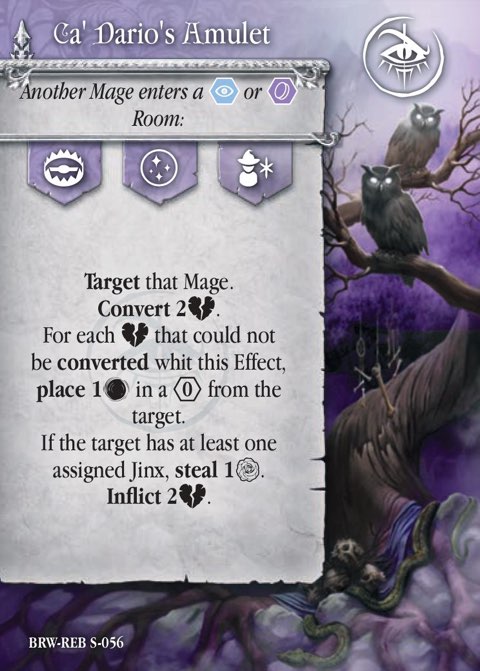 Ca' Dario's Amulet
Another Mage enters a or
Room:
Target that Mage.
Convert 2.
For each that could not
be converted whit this Effect,
place 1 in a 0 from the
target.
If the target has at least one
assigned Jinx, steal 1.
Inflict 2.
BRW-REB S-056